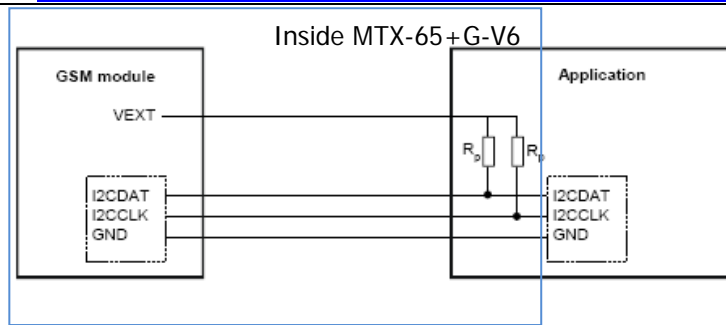 Inside MTX-65+G-V6
GSM module
Application
VEXT
Rp
Rp
I2CDAT
I2CCLK
GND
I2CDAT
I2CCLK
GND